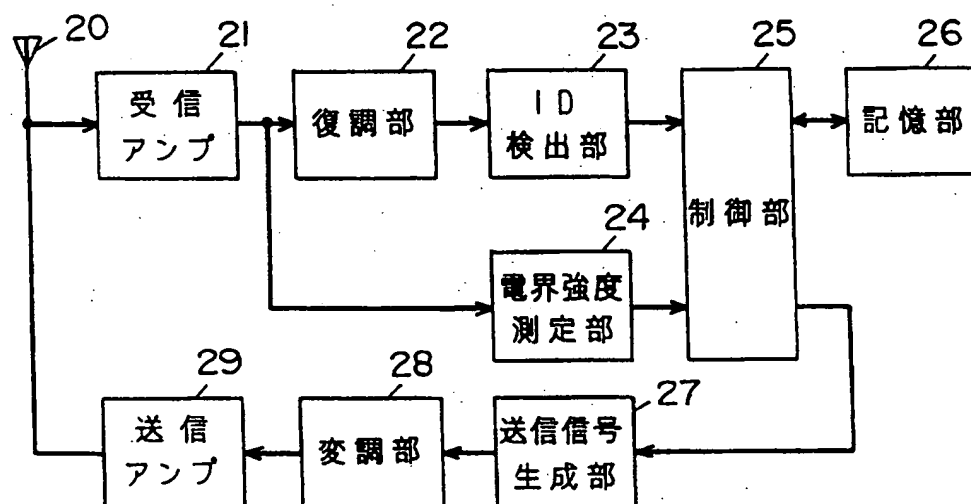 20
21
22
23
25
26
受信
アンプ
復調部
ID
検出部
制御部
記憶部
24
電界強度
測定部
29
28
27
送信
アンプ
変調部
送信信号
生成部